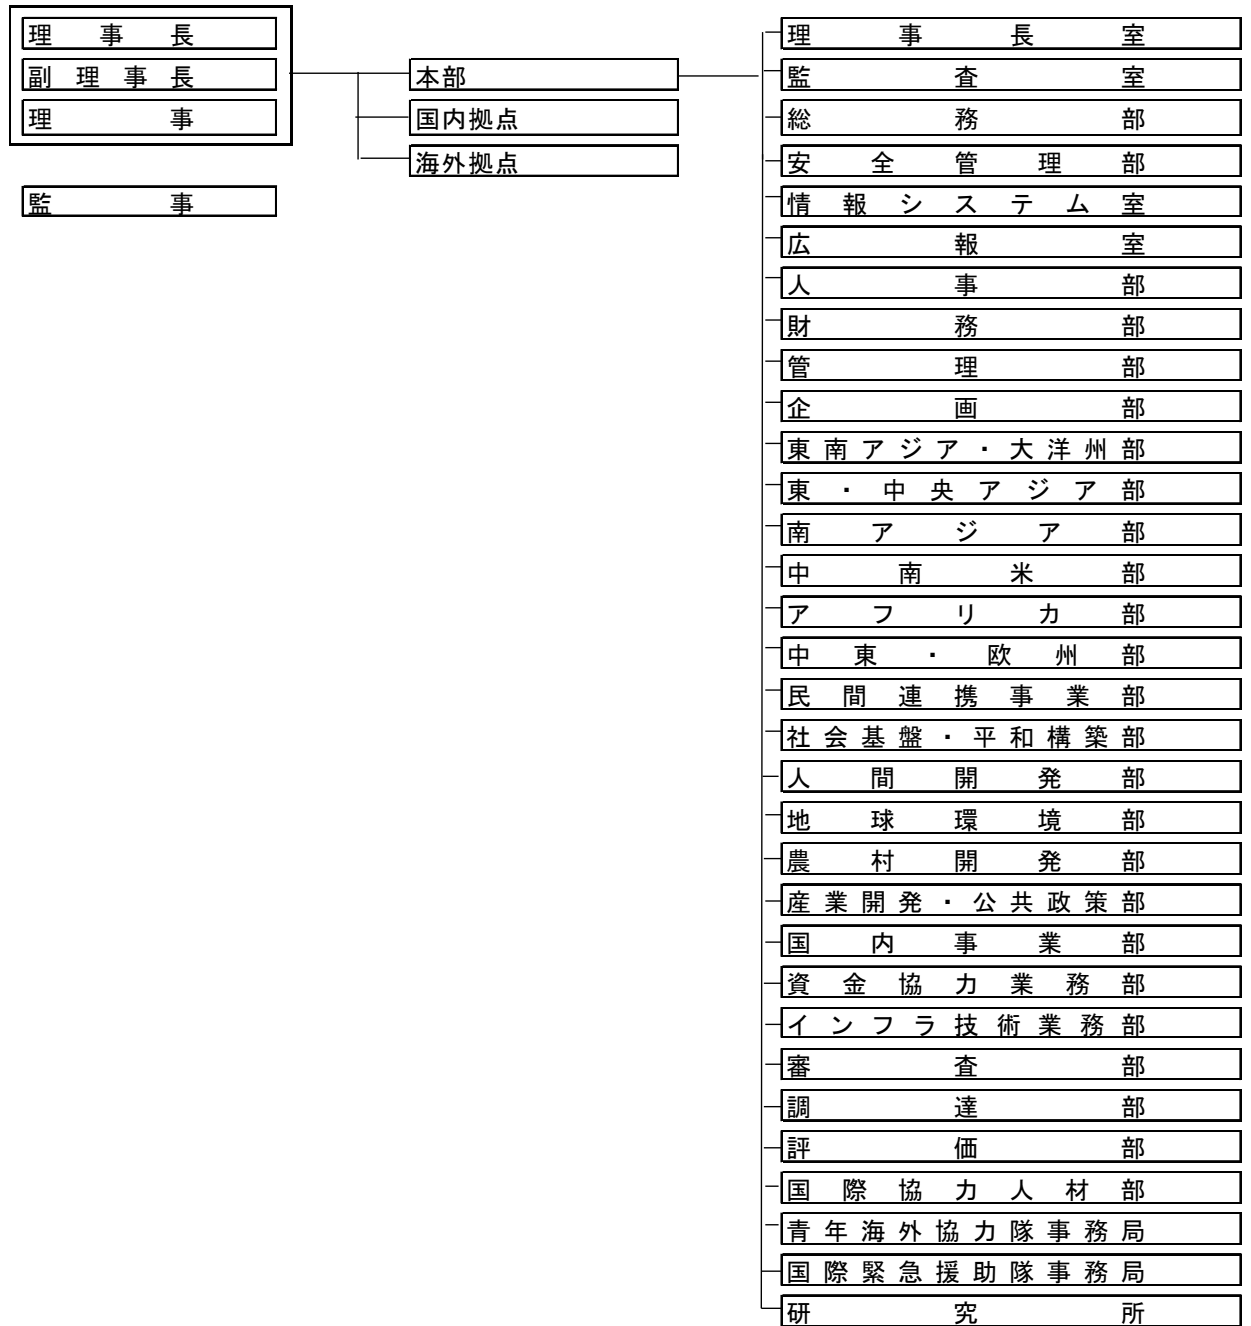 理事長
副理事長
理事
監事
本部
国内拠点
海外拠点
理事長室
監査室
総務部
安全管理部
情報システム室
広報室
人事部
財務部
管理部
企画部
東南アジア・大洋州部
東・中央アジア部
南アジア部
中南米部
アフリカ部
中東・欧州部
民間連携事業部
社会基盤・平和構築部
人間開発部
地球環境部
農村開発部
産業開発・公共政策部
国内事業部
資金協力業務部
インフラ技術業務部
審査部
調達部
評価部
国際協力人材部
青年海外協力隊事務局
国際緊急援助隊事務局
研究所